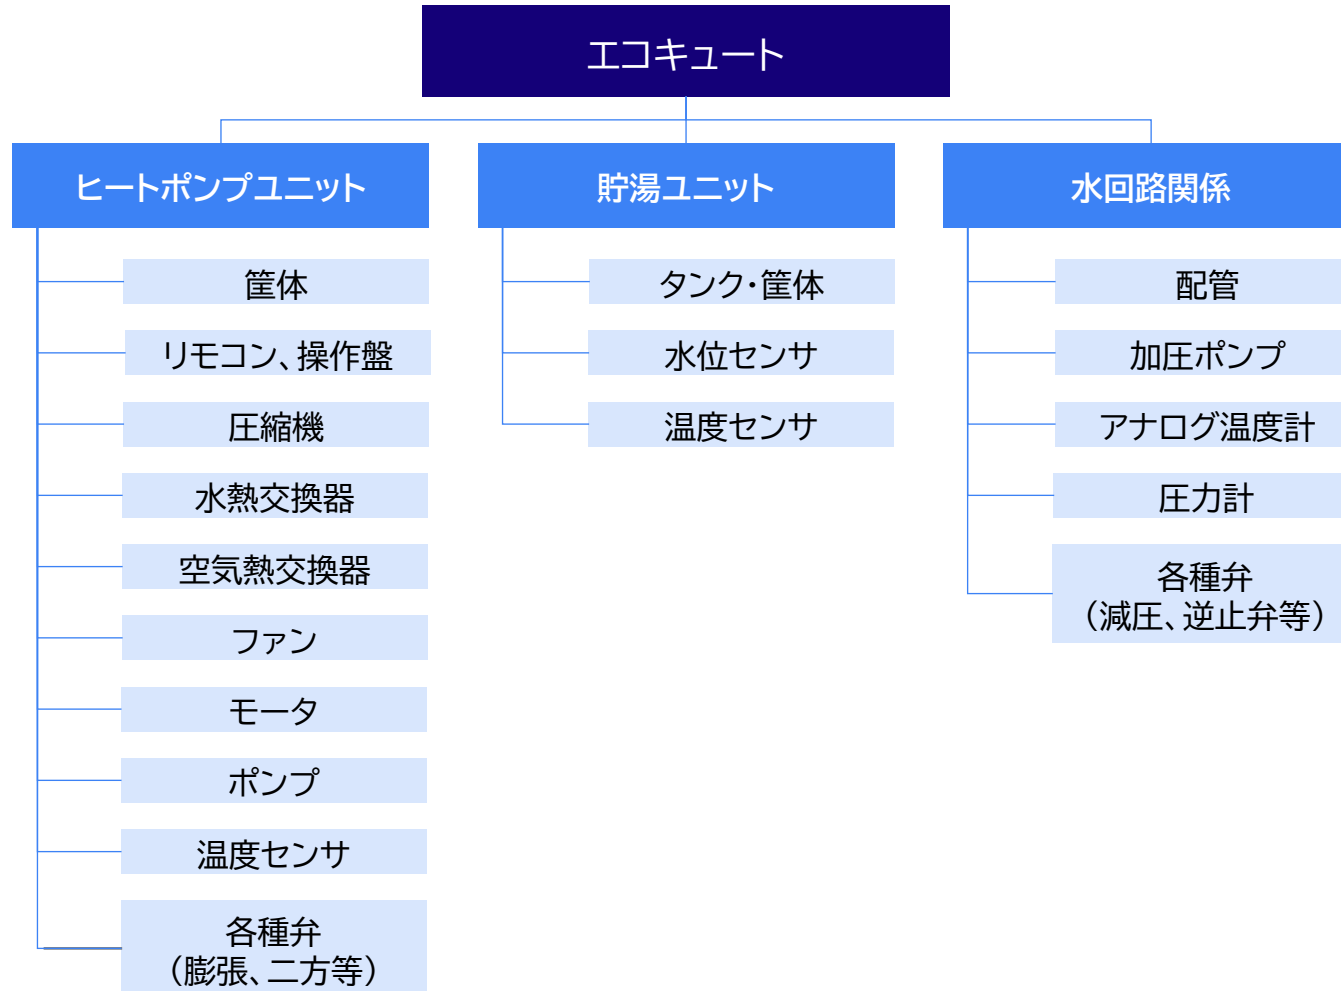 エコキュート
ヒートポンプユニット
筐体
リモコン、操作盤
圧縮機
水熱交換器
空気熱交換器
ファン
モータ
ポンプ
温度センサ
各種弁
（膨張、二方等）
貯湯ユニット
タンク・筐体
水位センサ
温度センサ
水回路関係
配管
加圧ポンプ
アナログ温度計
圧力計
各種弁
（減圧、逆止弁等）